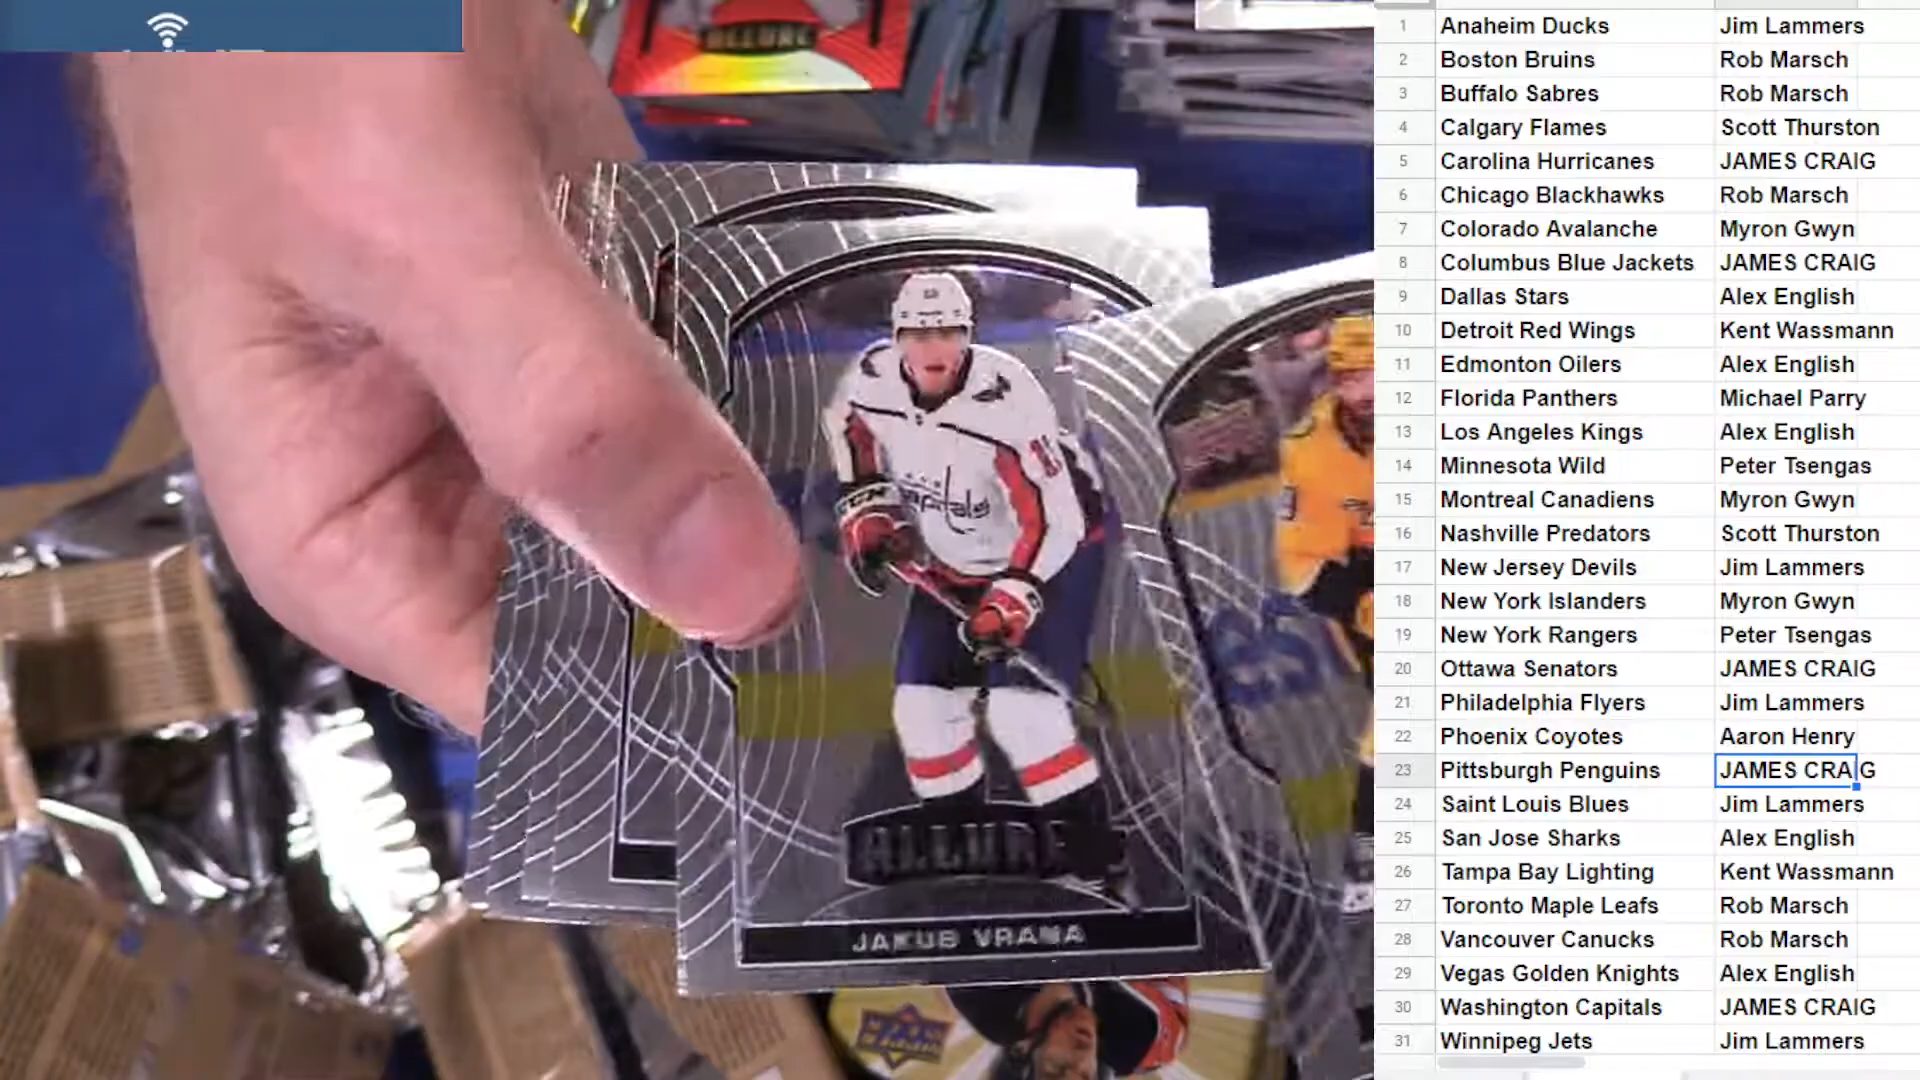 ALLURE
ALLURE
Capitals
CCM
JAKUB VRANA
UPPER DECK
1 Anaheim Ducks Jim Lammers
2 Boston Bruins Rob Marsch
3 Buffalo Sabres Rob Marsch
4 Calgary Flames Scott Thurston
5 Carolina Hurricanes JAMES CRAIG
6 Chicago Blackhawks Rob Marsch
7 Colorado Avalanche Myron Gwyn
8 Columbus Blue Jackets JAMES CRAIG
9 Dallas Stars Alex English
10 Detroit Red Wings Kent Wassmann
11 Edmonton Oilers Alex English
12 Florida Panthers Michael Parry
13 Los Angeles Kings Alex English
14 Minnesota Wild Peter Tsengas
15 Montreal Canadiens Myron Gwyn
16 Nashville Predators Scott Thurston
17 New Jersey Devils Jim Lammers
18 New York Islanders Myron Gwyn
19 New York Rangers Peter Tsengas
20 Ottawa Senators JAMES CRAIG
21 Philadelphia Flyers Jim Lammers
22 Phoenix Coyotes Aaron Henry
23 Pittsburgh Penguins JAMES CRAIG
24 Saint Louis Blues Jim Lammers
25 San Jose Sharks Alex English
26 Tampa Bay Lighting Kent Wassmann
27 Toronto Maple Leafs Rob Marsch
28 Vancouver Canucks Rob Marsch
29 Vegas Golden Knights Alex English
30 Washington Capitals JAMES CRAIG
31 Winnipeg Jets Jim Lammers